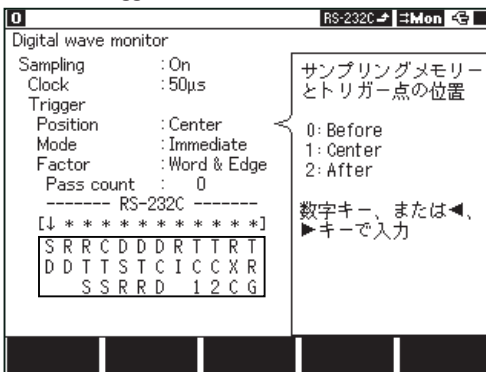 0 RS-232C Mon
Digital wave monitor
Sampling : On
Clock : 50μs
Trigger
Position : Center
Mode : Immediate
Factor : Word & Edge
Pass count : 0
------- RS-232C -------
[↓ * * * * * * * * * * *]
S R R C D D D R T T R T
D D T T S T C I C C X R
S S R R D 1 2 C G
サンプリングメモリー
とトリガー点の位置
0: Before
1: Center
2: After
数字キー、または◀、
▶キーで入力